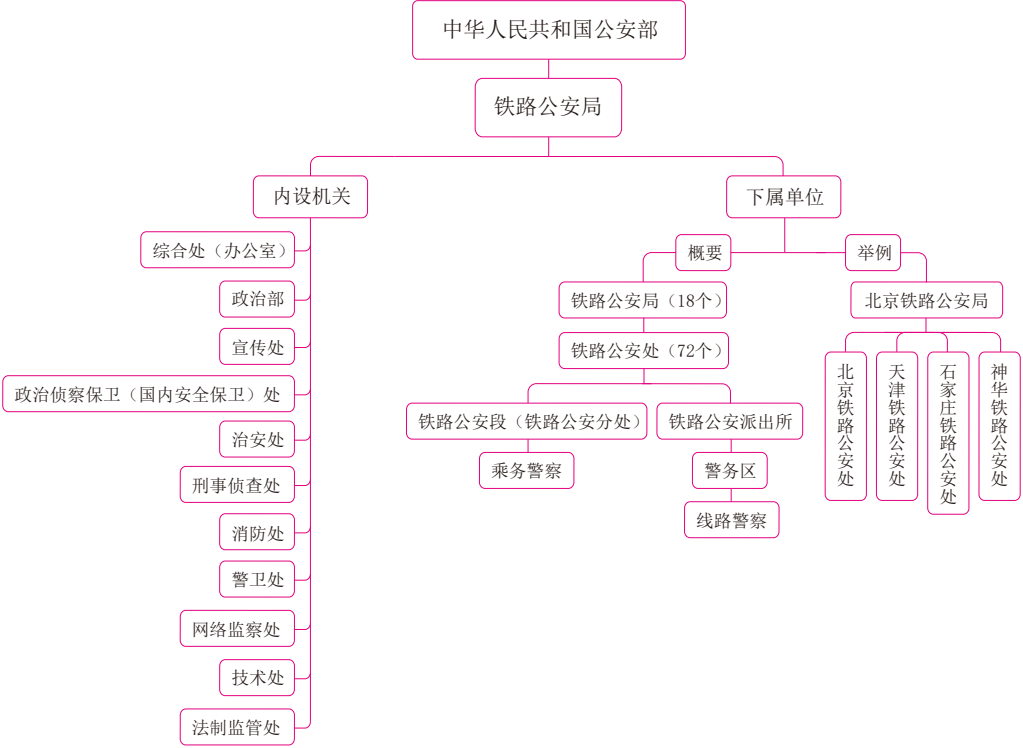 中华人民共和国公安部
铁路公安局
内设机关
综合处（办公室）
政治部
宣传处
政治侦察保卫（国内安全保卫）处
治安处
刑事侦查处
消防处
警卫处
网络监察处
技术处
法制监管处
下属单位
概要
铁路公安局（18个）
铁路公安处（72个）
铁路公安段（铁路公安分处）
乘务警察
铁路公安派出所
警务区
线路警察
举例
北京铁路公安局
北京铁路公安处
天津铁路公安处
石家庄铁路公安处
神华铁路公安处